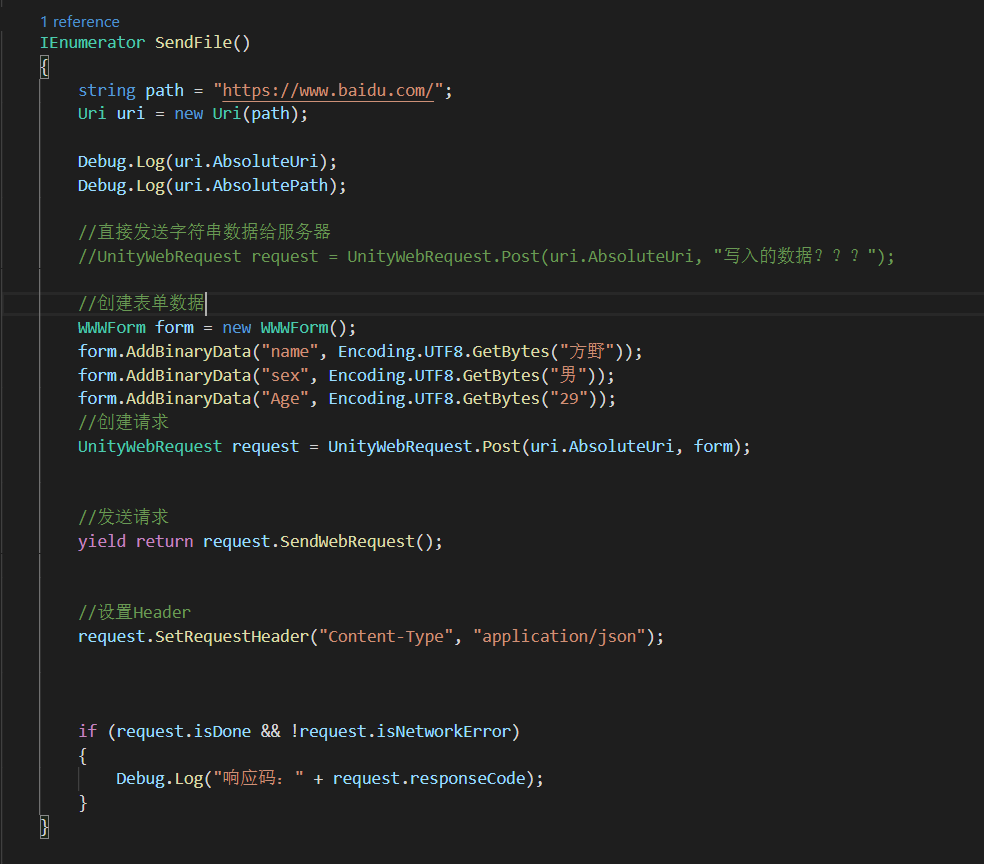 1 reference
IEnumerator SendFile()
{
string path = "https://www.baidu.com/";
Uri uri = new Uri(path);
Debug.Log(uri.AbsoluteUri);
Debug.Log(uri.AbsolutePath);
//直接发送字符串数据给服务器
//UnityWebRequest request = UnityWebRequest.Post(uri.AbsoluteUri, "写入的数据？？？");
//创建表单数据
WWWForm form = new WWWForm();
form.AddBinaryData("name", Encoding.UTF8.GetBytes("方野"));
form.AddBinaryData("sex", Encoding.UTF8.GetBytes("男"));
form.AddBinaryData("Age", Encoding.UTF8.GetBytes("29"));
//创建请求
UnityWebRequest request = UnityWebRequest.Post(uri.AbsoluteUri, form);
//发送请求
yield return request.SendWebRequest();
//设置Header
request.SetRequestHeader("Content-Type", "application/json");
if (request.isDone && !request.isNetworkError)
{
Debug.Log("响应码：" + request.responseCode);
}
}